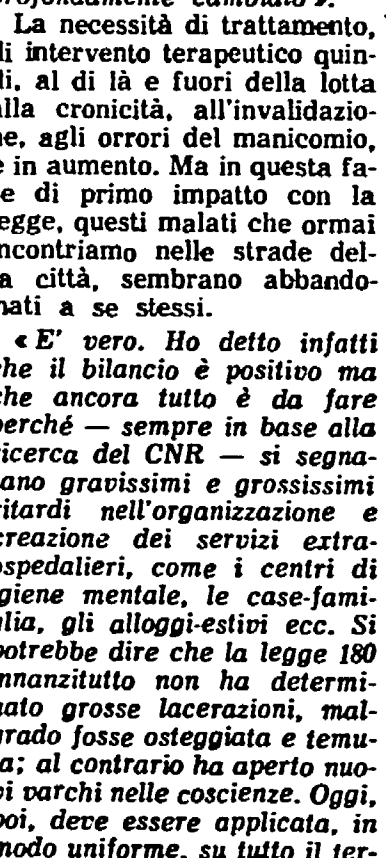 profondamente cambiato ».
La necessità di trattamento,
di intervento terapeutico quin-
di, al di là e fuori della lotta
alla cronicità, all'invalidazio-
ne, agli orrori del manicomio,
è in aumento. Ma in questa fa-
se di primo impatto con la
legge, questi malati che ormai
incontriamo nelle strade del-
la città, sembrano abbando-
nati a se stessi.
« E' vero. Ho detto infatti
che il bilancio è positivo ma
che ancora tutto è da fare
perché — sempre in base alla
ricerca del CNR — si segna-
lano gravissimi e grossissimi
ritardi nell'organizzazione e
creazione dei servizi extra-
ospedalieri, come i centri di
igiene mentale, le case-fami-
glia, gli alloggi-estivi ecc. Si
potrebbe dire che la legge 180
innanzitutto non ha determi-
nato grosse lacerazioni, mal-
grado fosse osteggiata e temu-
ta; al contrario ha aperto nuo-
vi varchi nelle coscienze. Oggi,
poi, deve essere applicata, in
modo uniforme, su tutto il ter-